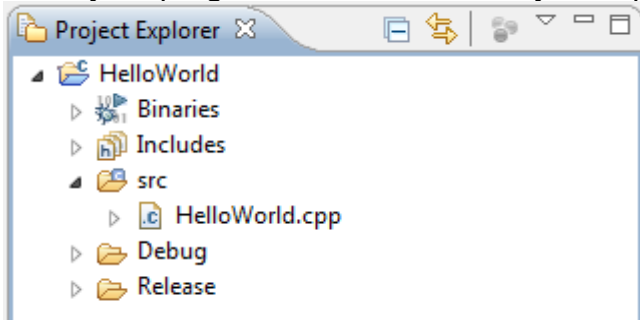 Project Explorer
HelloWorld
Binaries
Includes
src
HelloWorld.cpp
Debug
Release